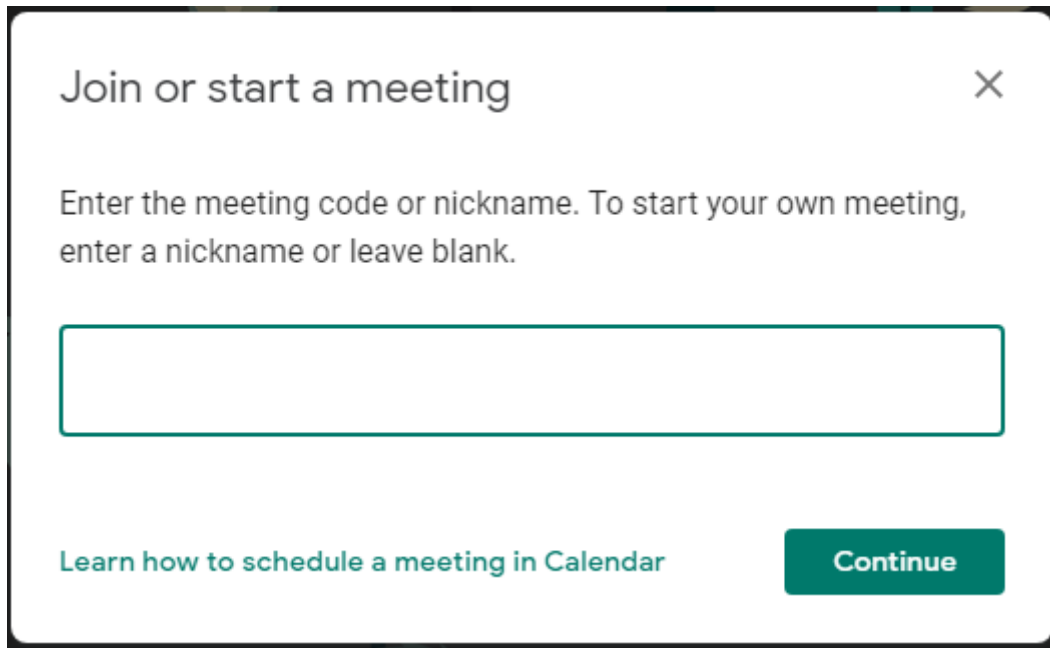 Join or start a meeting
Enter the meeting code or nickname. To start your own meeting,
enter a nickname or leave blank.
Learn how to schedule a meeting in Calendar
Continue